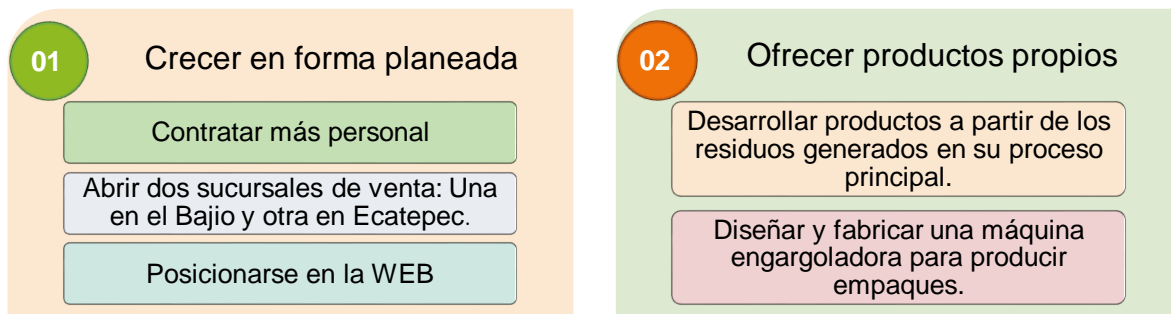 01
Crecer en forma planeada
Contratar más personal
Abrir dos sucursales de venta: Una
en el Bajio y otra en Ecatepec.
Posicionarse en la WEB
02
Ofrecer productos propios
Desarrollar productos a partir de los
residuos generados en su proceso
principal.
Diseñar y fabricar una máquina
engargoladora para producir
empaques.